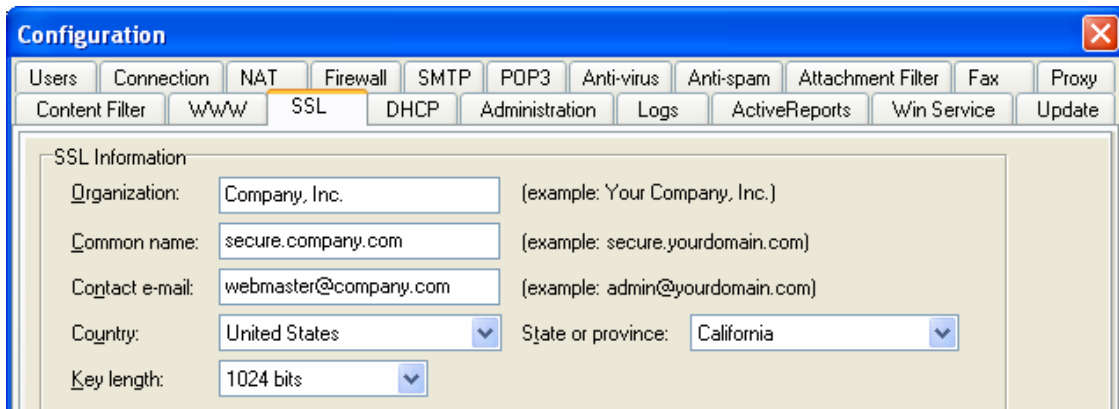 Configuration
Users Connection NAT Firewall SMTP POP3 Anti-virus Anti-spam Attachment Filter Fax Proxy
Content Filter WWW SSL DHCP Administration Logs ActiveReports Win Service Update
SSL Information
Organization: Company, Inc. (example: Your Company, Inc.)
Common name: secure.company.com (example: secure.yourdomain.com)
Contact e-mail: webmaster@company.com (example: admin@yourdomain.com)
Country: United States State or province: California
Key length: 1024 bits